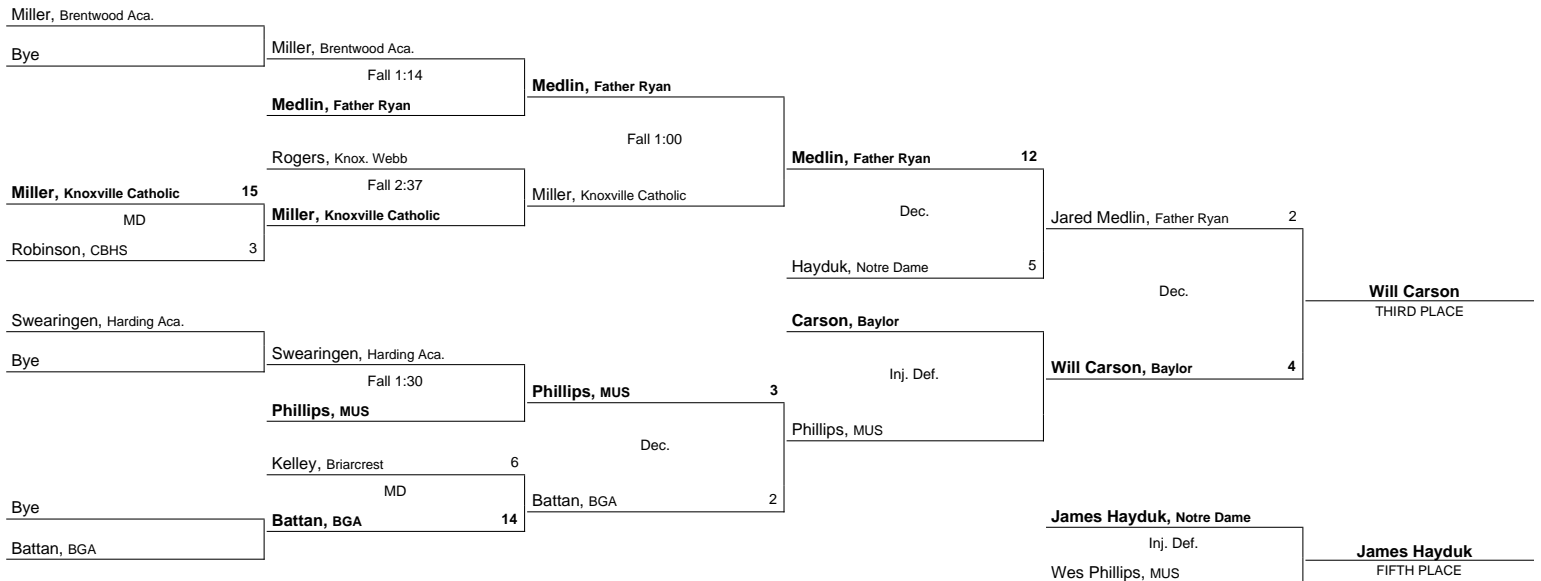 Miller, Brentwood Aca.
Bye
Miller, Knoxville Catholic 15
MD
Robinson, CBHS 3
Swearingen, Harding Aca.
Bye
Bye
Battan, BGA
Miller, Brentwood Aca.
Fall 1:14
Medlin, Father Ryan
Rogers, Knox. Webb
Fall 2:37
Miller, Knoxville Catholic
Swearingen, Harding Aca.
Fall 1:30
Phillips, MUS
Kelley, Briarcrest 6
MD
Battan, BGA 14
Medlin, Father Ryan
Fall 1:00
Miller, Knoxville Catholic
Phillips, MUS 3
Dec.
Battan, BGA 2
Medlin, Father Ryan 12
Dec.
Hayduk, Notre Dame 5
Carson, Baylor
Inj. Def.
Phillips, MUS
Jared Medlin, Father Ryan 2
Dec.
Will Carson, Baylor 4
Will Carson
THIRD PLACE
James Hayduk, Notre Dame
Inj. Def.
Wes Phillips, MUS
James Hayduk
FIFTH PLACE